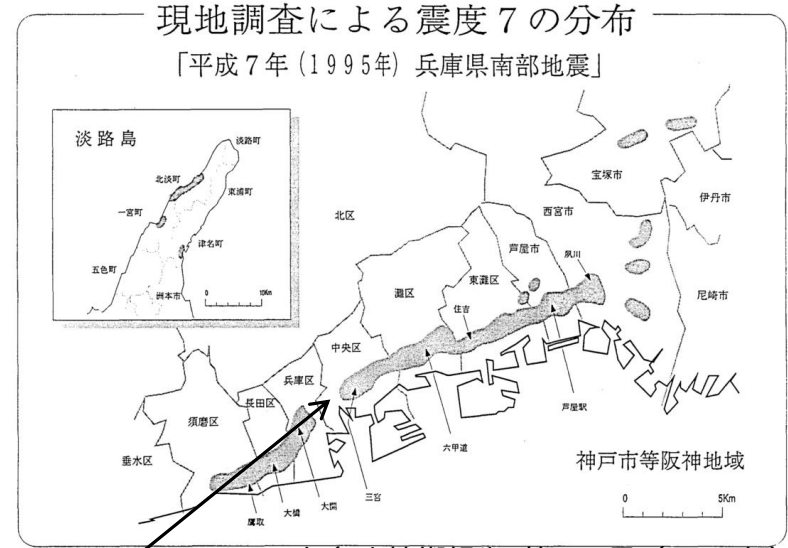 現地調査による震度７の分布
「平成７年(1995年) 兵庫県南部地震」
淡路島
淡路町
北淡町
東浦町
一宮町
津名町
五色町
洲本市
0 10Km
宝塚市
伊丹市
西宮市
北区
芦屋市
夙川
東灘区
灘区
尼崎市
住吉
中央区
兵庫区
長田区
須磨区
芦屋駅
六甲道
垂水区
神戸市等阪神地域
三宮
大開
大橋
鷹取
0 5Km